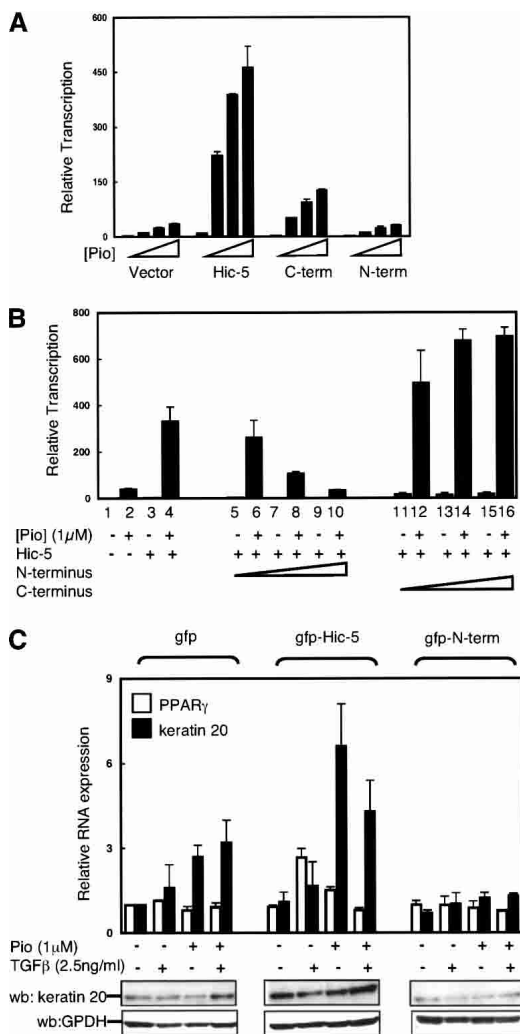 A
Relative Transcription
600
450
300
150
0
[Pio]
Vector Hic-5 C-term N-term
B
Relative Transcription
800
600
400
200
0
1 2 3 4 5 6 7 8 9 10 11 12 13 14 15 16
[Pio] (1µM) - + - + - + - + - + - + - + - +
Hic-5 - - + + + + + + + + + + + + + +
N-terminus
C-terminus
C
gfp gfp-Hic-5 gfp-N-term
Relative RNA expression
9
6
3
0
PPARγ
keratin 20
Pio (1µM) - - + + - - + + - - + +
TGFβ (2.5ng/ml) - + - + - + - + - + - +
wb: keratin 20
wb:GPDH